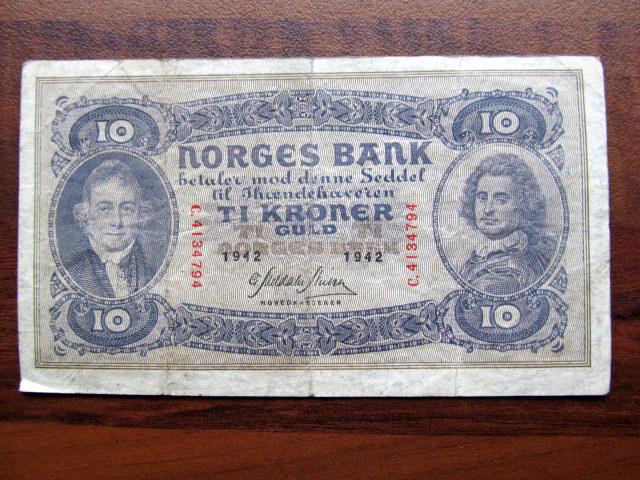 10 10
NORGES BANK
betaler mod denne Seddel
til Ihændehaveren
TI KRONER
GULD
TI TI
NORGES BANK
1942 1942
C.4134794
C.4134794
HOVEDKASSERER
10 10